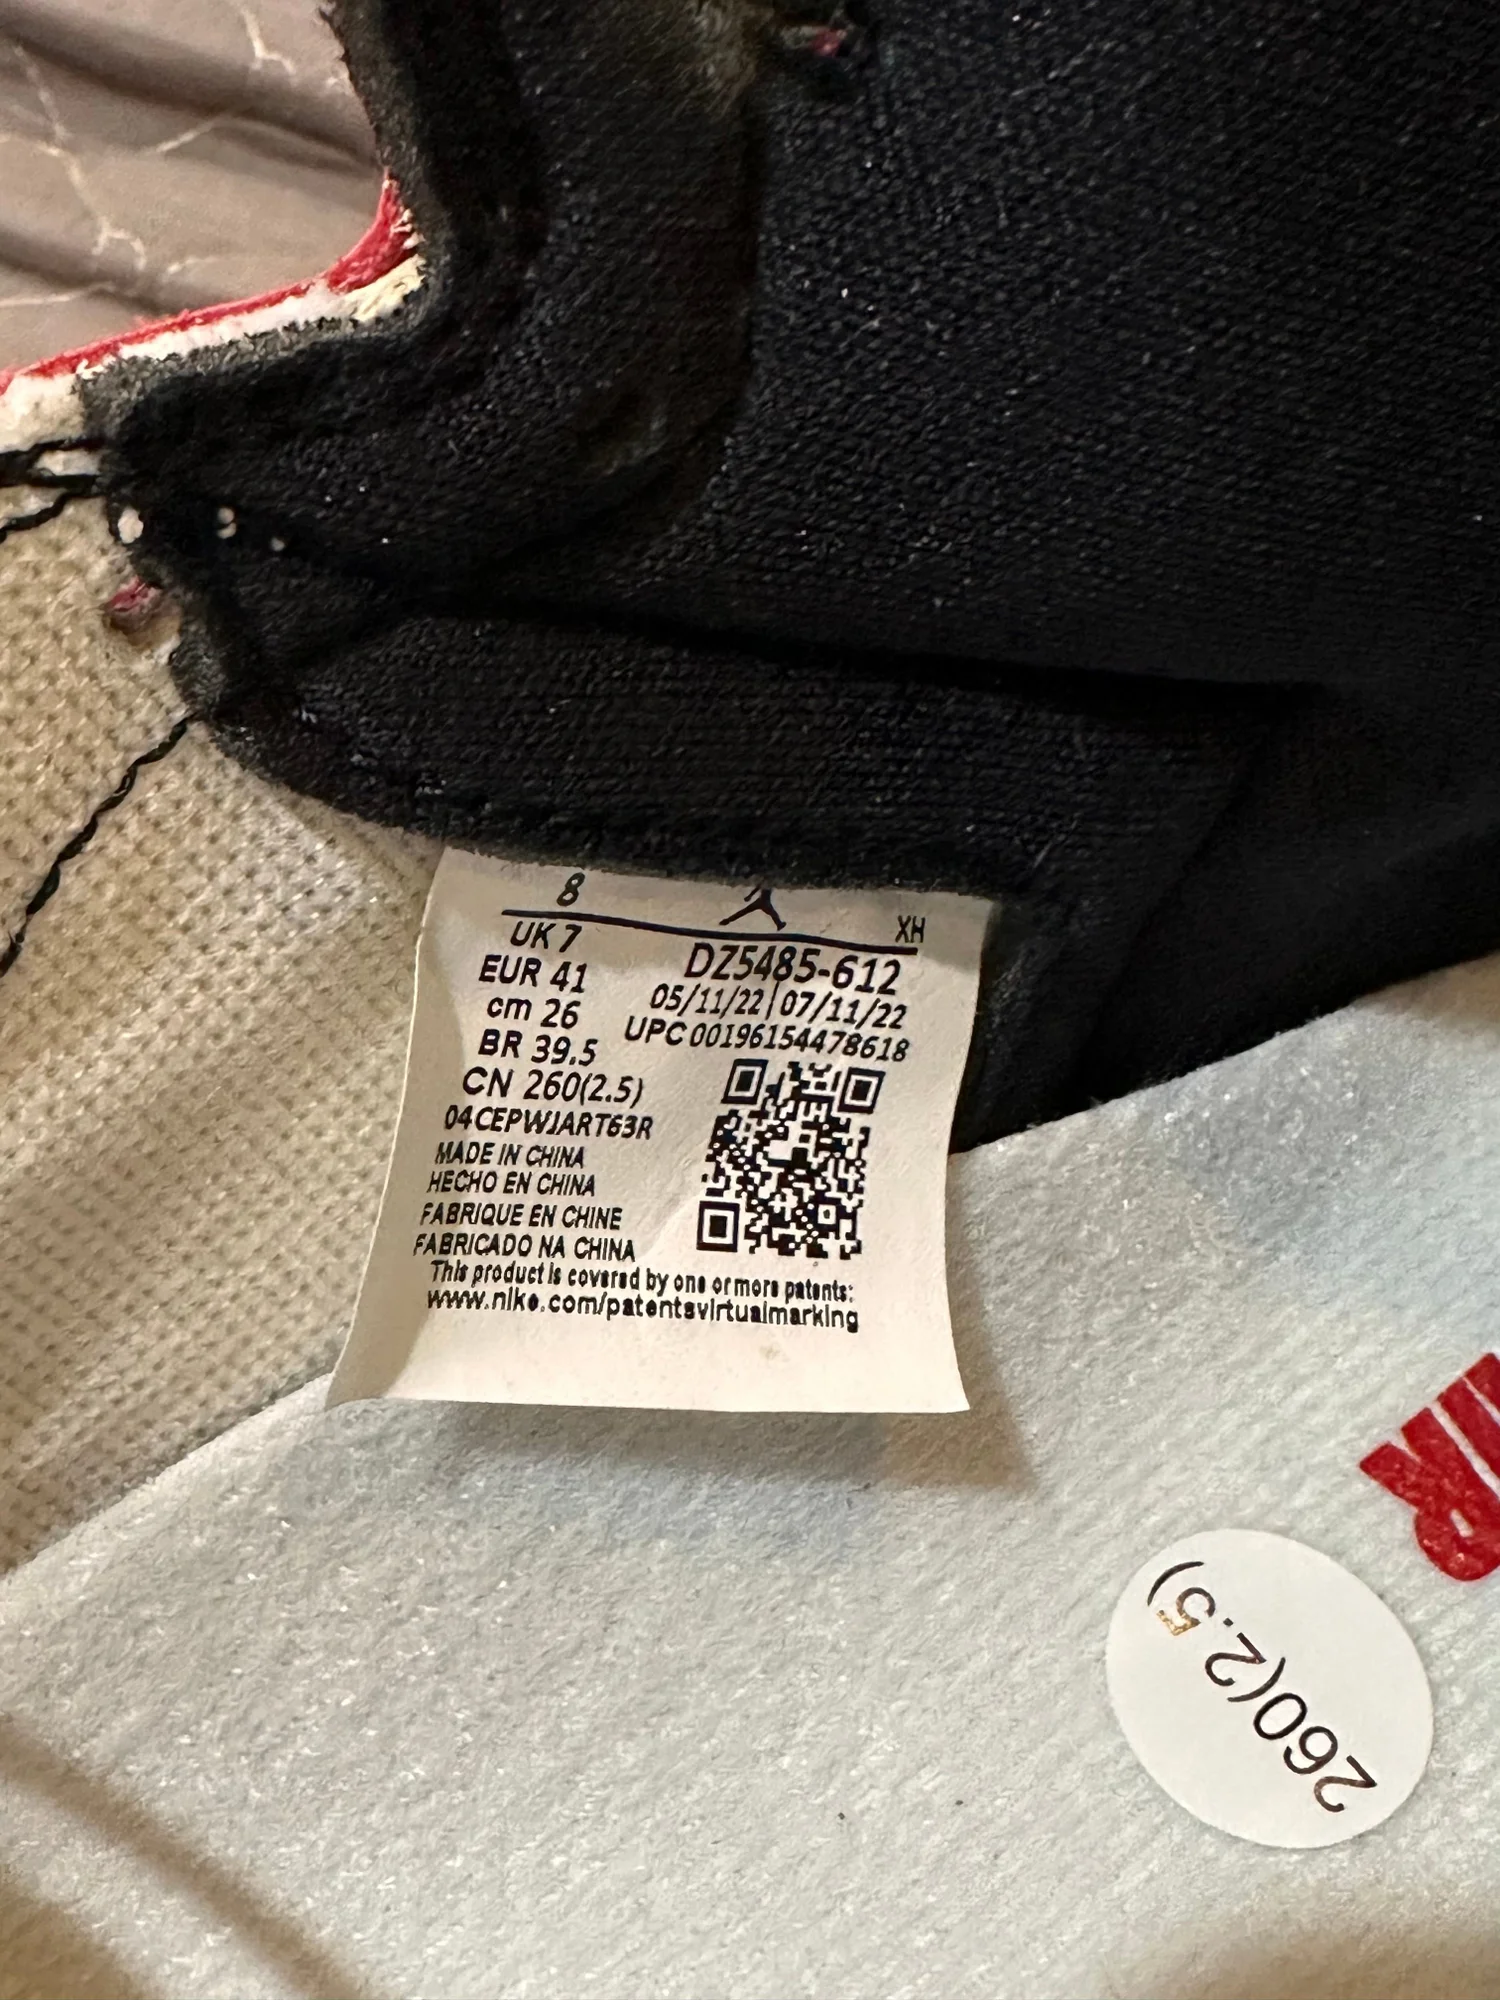 8
XH
UK 7
EUR 41
cm 26
BR 39.5
CN 260(2.5)
04CEPWJART63R
DZ5485-612
05/11/22|07/11/22
UPC 00196154478618
MADE IN CHINA
HECHO EN CHINA
FABRIQUE EN CHINE
FABRICADO NA CHINA
This product is covered by one or more patents:
www.nike.com/patentsvirtualmarking
260(2.5)